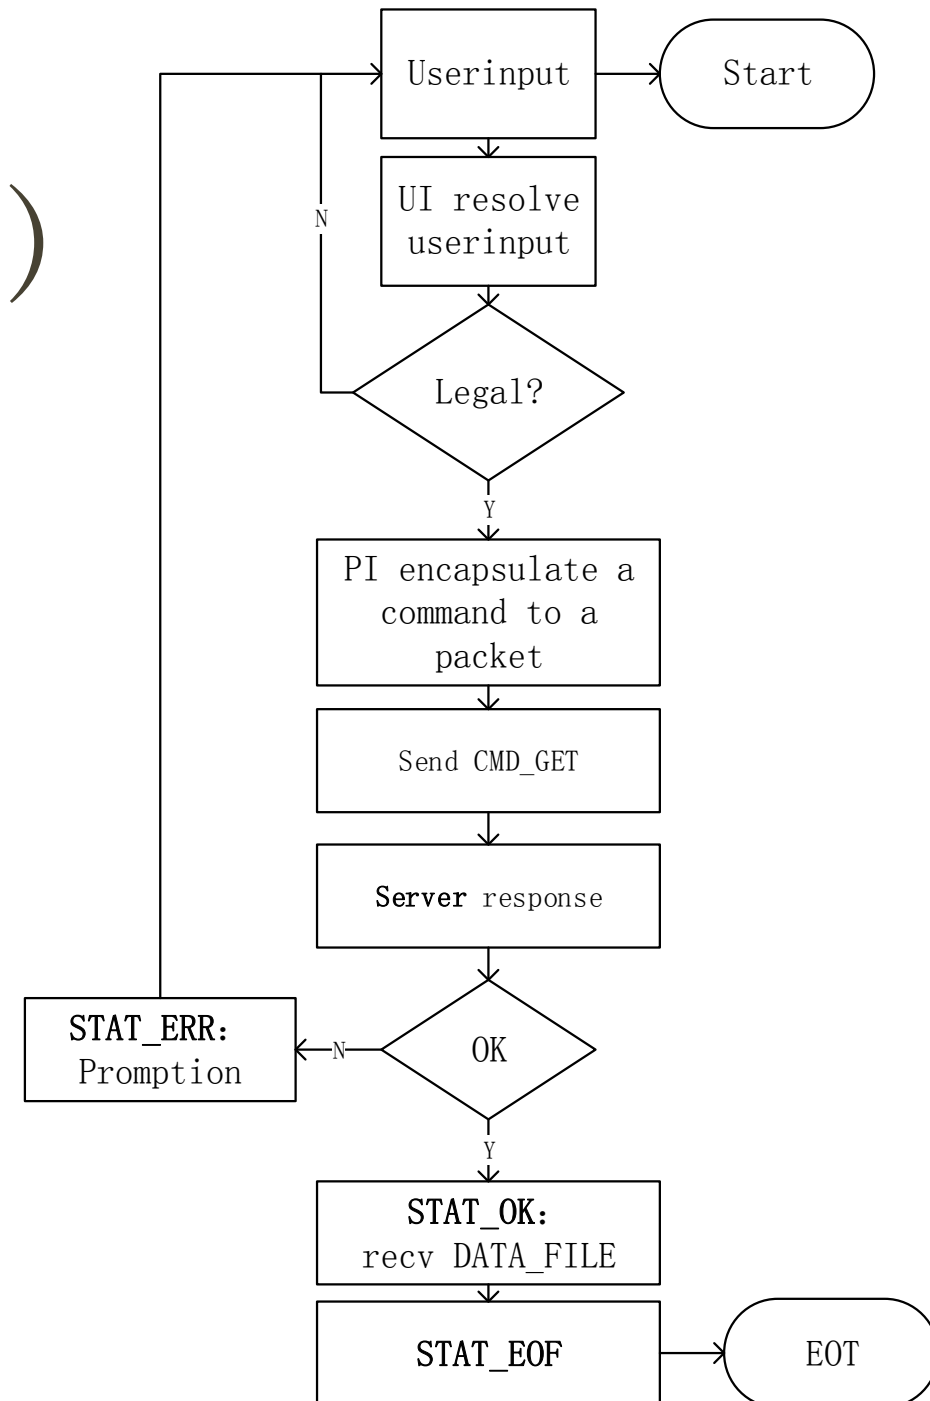 )
Userinput
Start
UI resolve
userinput
N
Legal?
Y
PI encapsulate a
command to a
packet
Send CMD_GET
Server response
STAT_ERR:
Promption
N
OK
Y
STAT_OK:
recv DATA_FILE
STAT_EOF
EOT